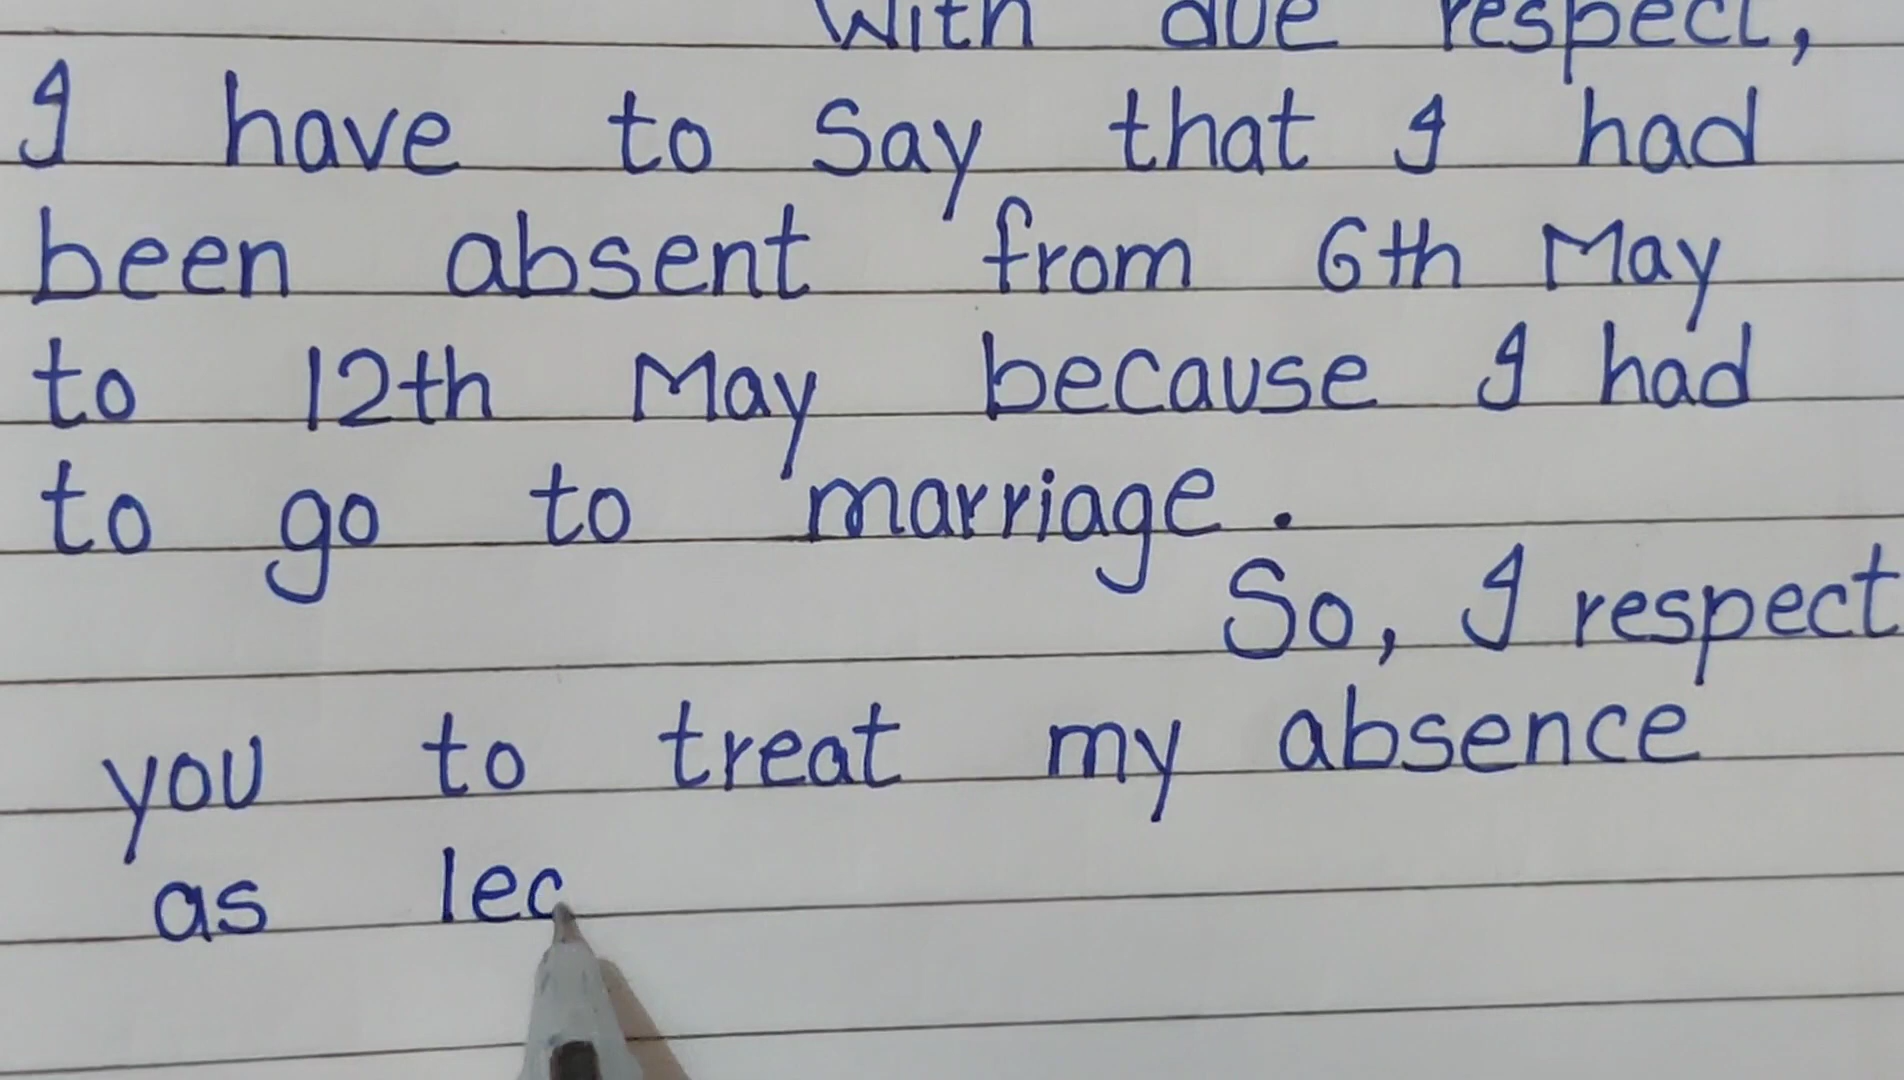 With due respect,
I have to say that I had
been absent from 6th May
to 12th May because I had
to go to marriage.
So, I respect
you to treat my absence
as lec